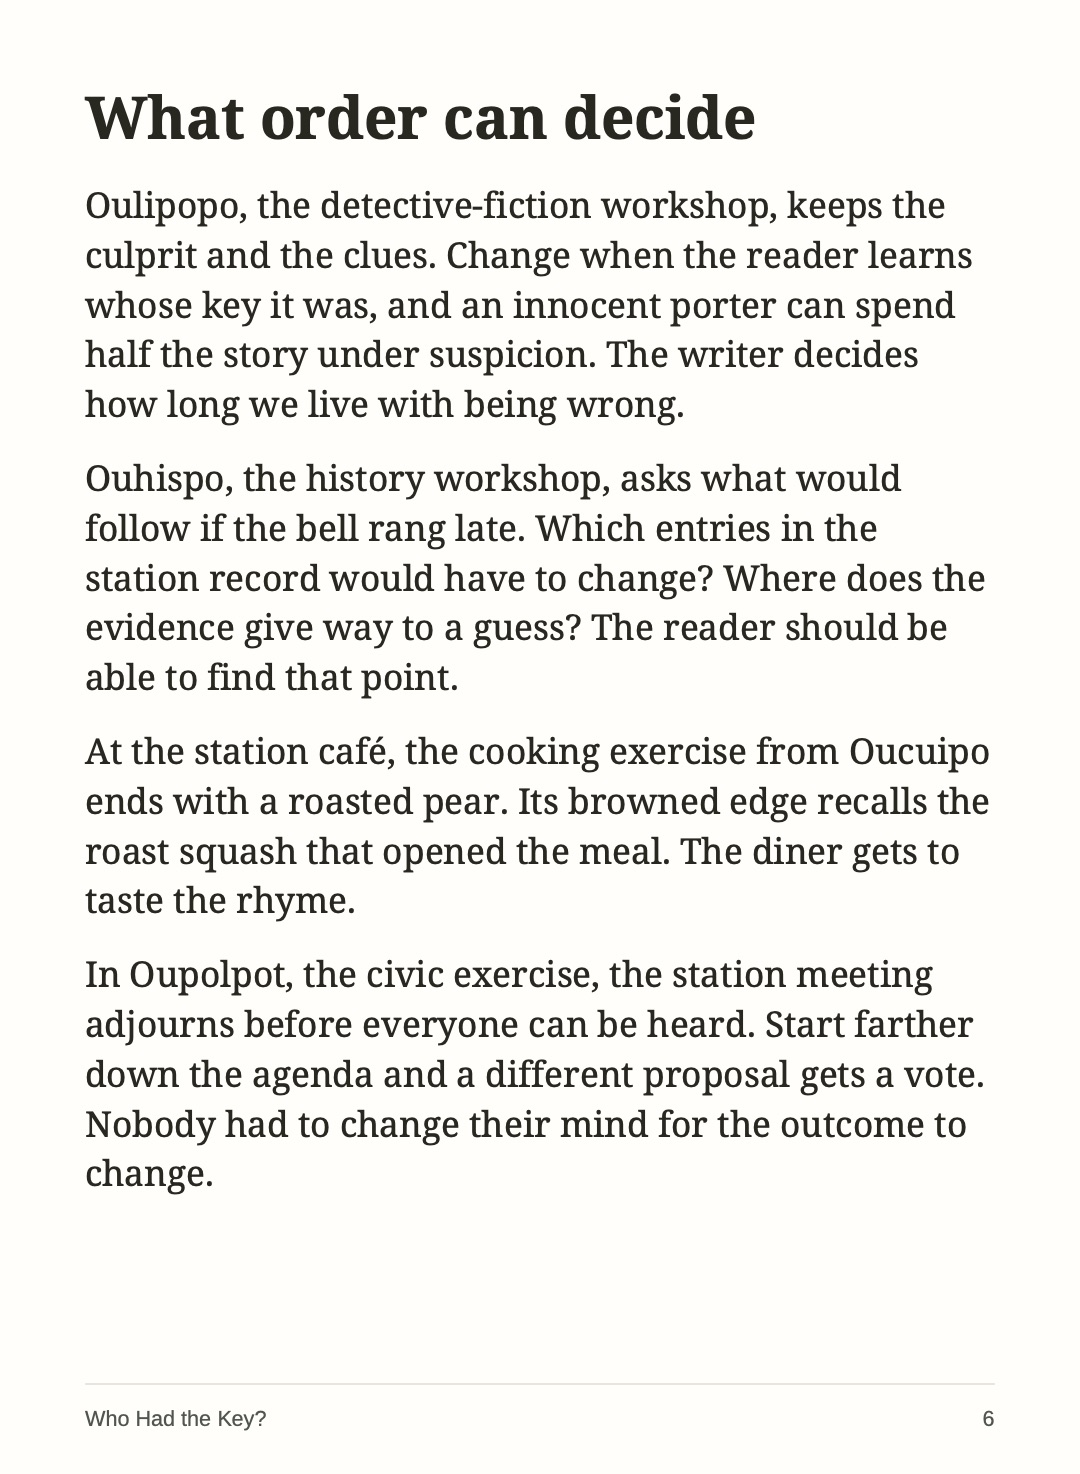 What order can decide
Oulipopo, the detective-fiction workshop, keeps the
culprit and the clues. Change when the reader learns
whose key it was, and an innocent porter can spend
half the story under suspicion. The writer decides
how long we live with being wrong.
Ouhispo, the history workshop, asks what would
follow if the bell rang late. Which entries in the
station record would have to change? Where does the
evidence give way to a guess? The reader should be
able to find that point.
At the station café, the cooking exercise from Oucuipo
ends with a roasted pear. Its browned edge recalls the
roast squash that opened the meal. The diner gets to
taste the rhyme.
In Oupolpot, the civic exercise, the station meeting
adjourns before everyone can be heard. Start farther
down the agenda and a different proposal gets a vote.
Nobody had to change their mind for the outcome to
change.
Who Had the Key?
6